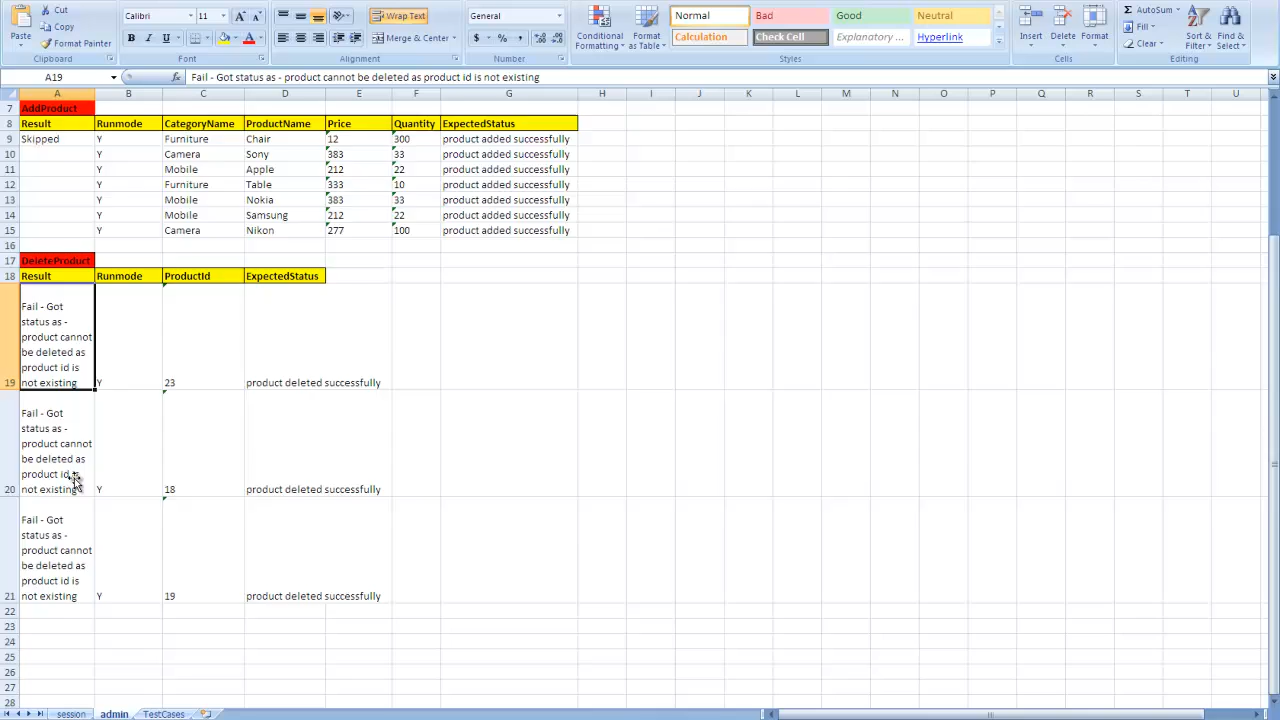 Cut
Calibri 11
Wrap Text
General
Normal Bad Good Neutral
AutoSum
Copy
Fill
Paste
Format Painter
B I U
Merge & Center
$ % ,
Conditional Formatting
Format as Table
Calculation Check Cell Explanatory ... Hyperlink
Insert Delete Format
Clear
Sort & Filter
Find & Select
Clipboard Font Alignment Number Styles Cells Editing
A19 fx Fail - Got status as - product cannot be deleted as product id is not existing
A B C D E F G H I J K L M N O P Q R S T U
7 AddProduct
8 Result Runmode CategoryName ProductName Price Quantity ExpectedStatus
9 Skipped Y Furniture Chair 12 300 product added successfully
10 Y Camera Sony 383 33 product added successfully
11 Y Mobile Apple 212 22 product added successfully
12 Y Furniture Table 333 10 product added successfully
13 Y Mobile Nokia 383 33 product added successfully
14 Y Mobile Samsung 212 22 product added successfully
15 Y Camera Nikon 277 100 product added successfully
16
17 DeleteProduct
18 Result Runmode ProductId ExpectedStatus
Fail - Got
status as -
product cannot
be deleted as
product id is
19 not existing Y 23 product deleted successfully
Fail - Got
status as -
product cannot
be deleted as
product id is
20 not existing Y 18 product deleted successfully
Fail - Got
status as -
product cannot
be deleted as
product id is
21 not existing Y 19 product deleted successfully
22
23
24
25
26
27
28
session admin TestCases